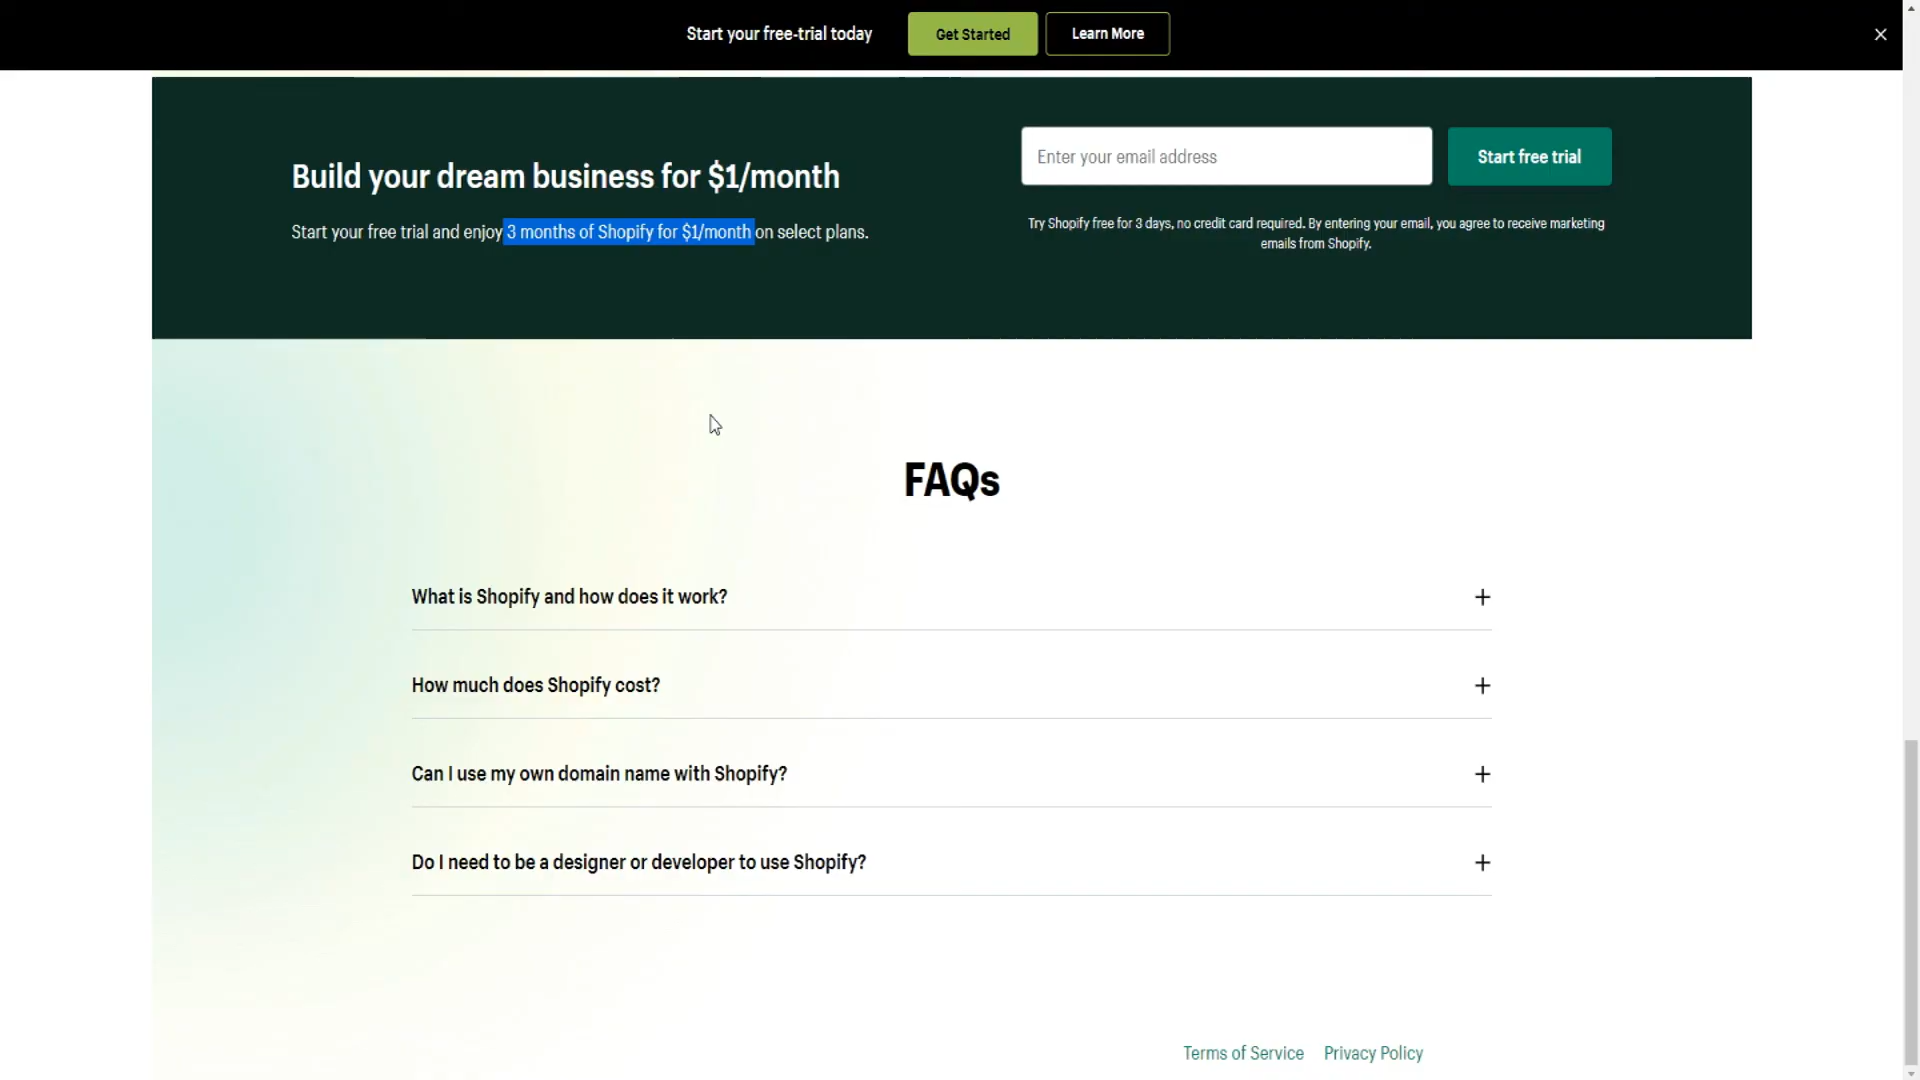 Start your free-trial today
Get Started
Learn More
Build your dream business for $1/month
Start your free trial and enjoy 3 months of Shopify for $1/month on select plans.
Enter your email address
Start free trial
Try Shopify free for 3 days, no credit card required. By entering your email, you agree to receive marketing
emails from Shopify.
FAQs
What is Shopify and how does it work?
How much does Shopify cost?
Can I use my own domain name with Shopify?
Do I need to be a designer or developer to use Shopify?
Terms of Service
Privacy Policy